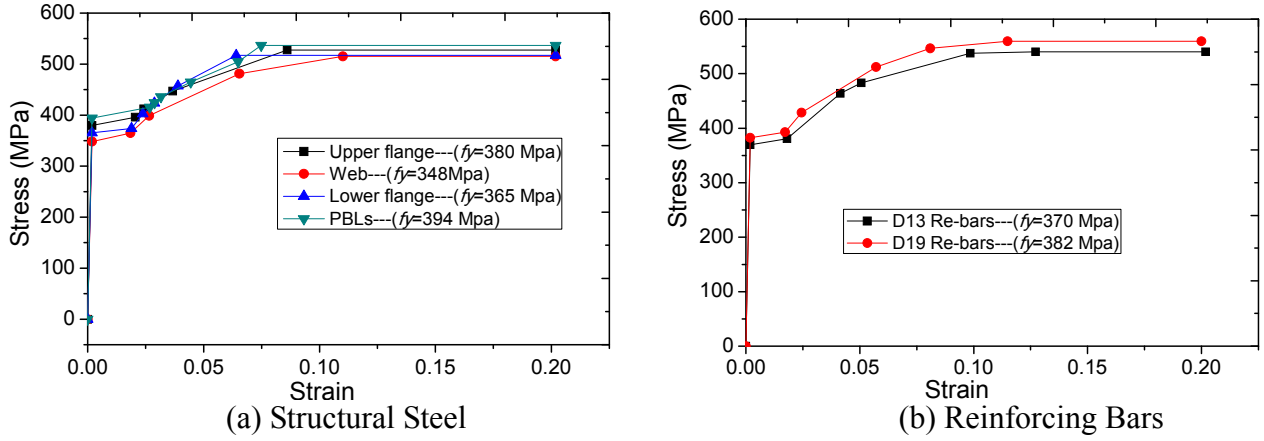 600
500
400
300
200
100
0
Stress (MPa)
Upper flange---(fy=380 Mpa)
Web---(fy=348Mpa)
Lower flange---(fy=365 Mpa)
PBLs---(fy=394 Mpa)
0.00 0.05 0.10 0.15 0.20
Strain
(a) Structural Steel
600
500
400
300
200
100
0
Stress (MPa)
D13 Re-bars---(fy=370 Mpa)
D19 Re-bars---(fy=382 Mpa)
0.00 0.05 0.10 0.15 0.20
Strain
(b) Reinforcing Bars